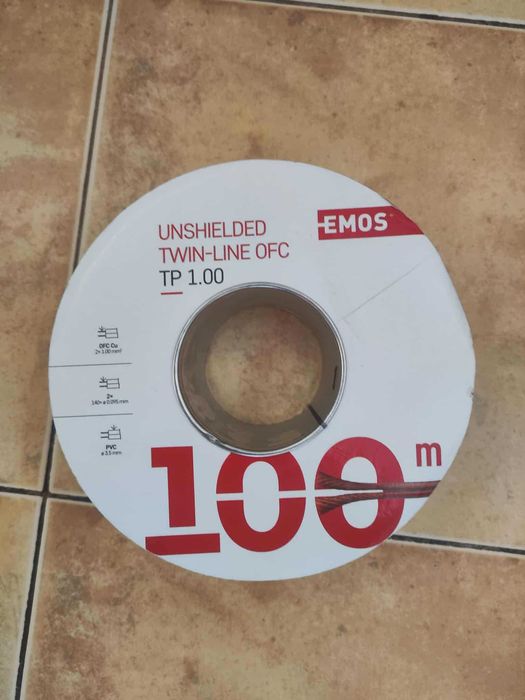 EMOS
UNSHIELDED
TWIN-LINE OFC
TP 1.00
OFC Cu
2× 1.00 mm²
2×
140× ø 0.095 mm
PVC
ø 3.5 mm
100 m